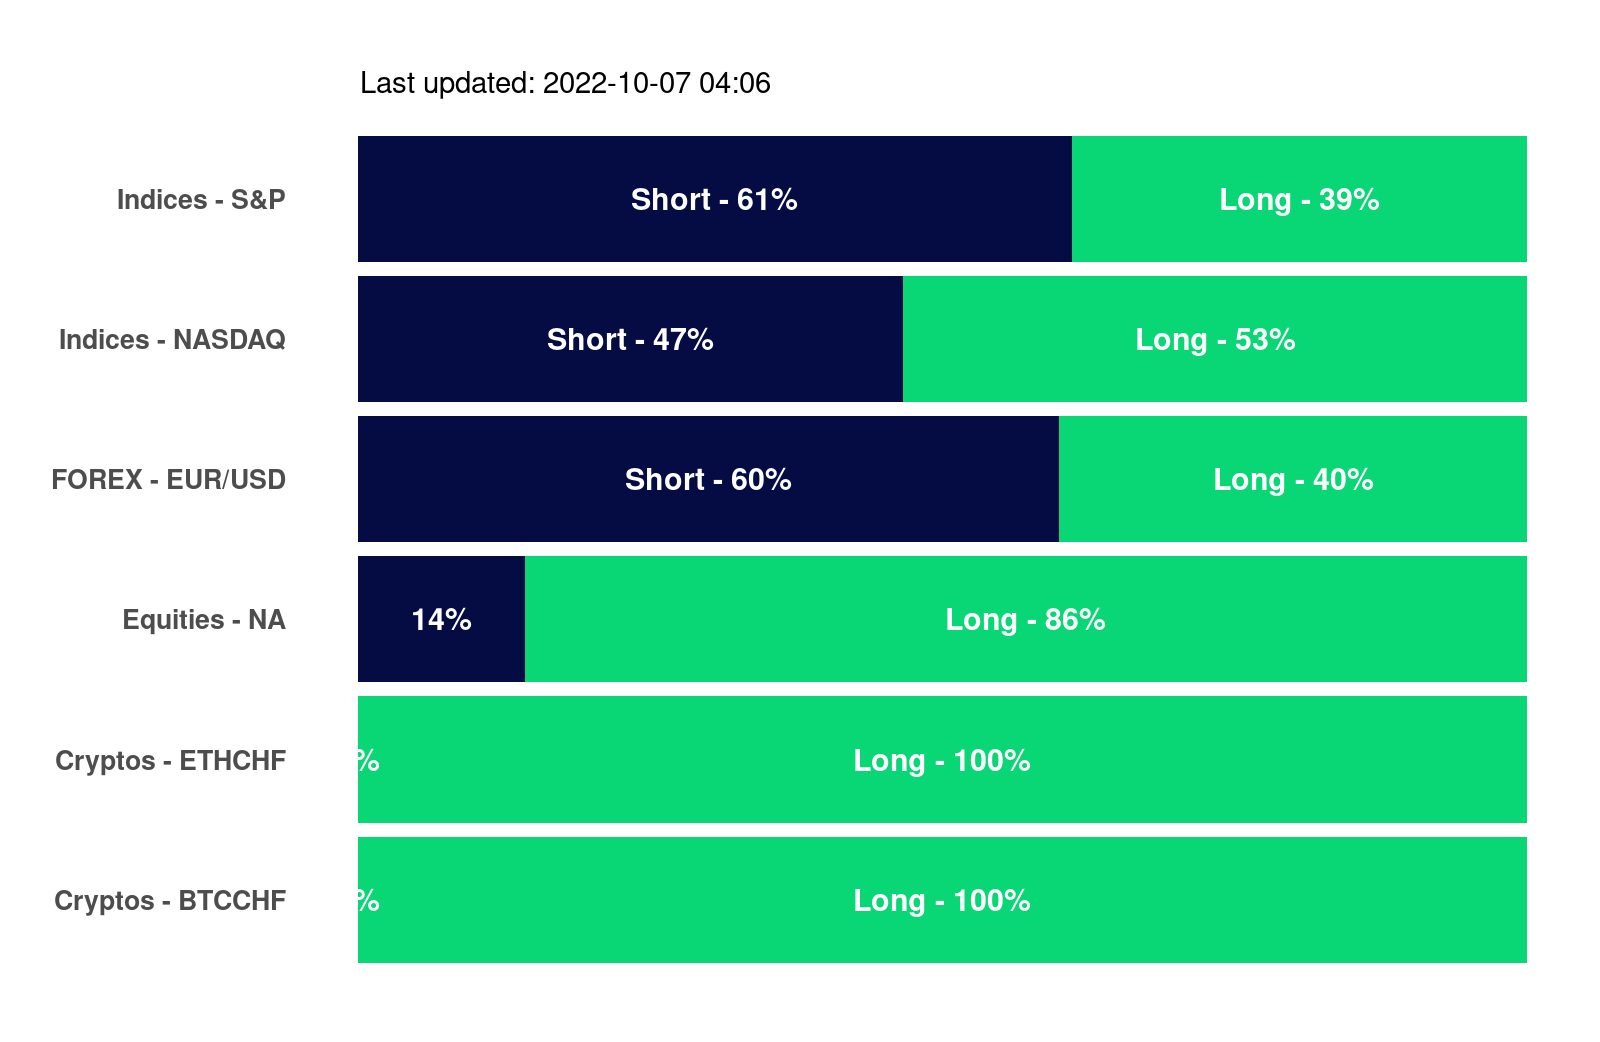 Last updated: 2022-10-07 04:06
Indices - S&P Short - 61% Long - 39%
Indices - NASDAQ Short - 47% Long - 53%
FOREX - EUR/USD Short - 60% Long - 40%
Equities - NA 14% Long - 86%
Cryptos - ETHCHF % Long - 100%
Cryptos - BTCCHF % Long - 100%